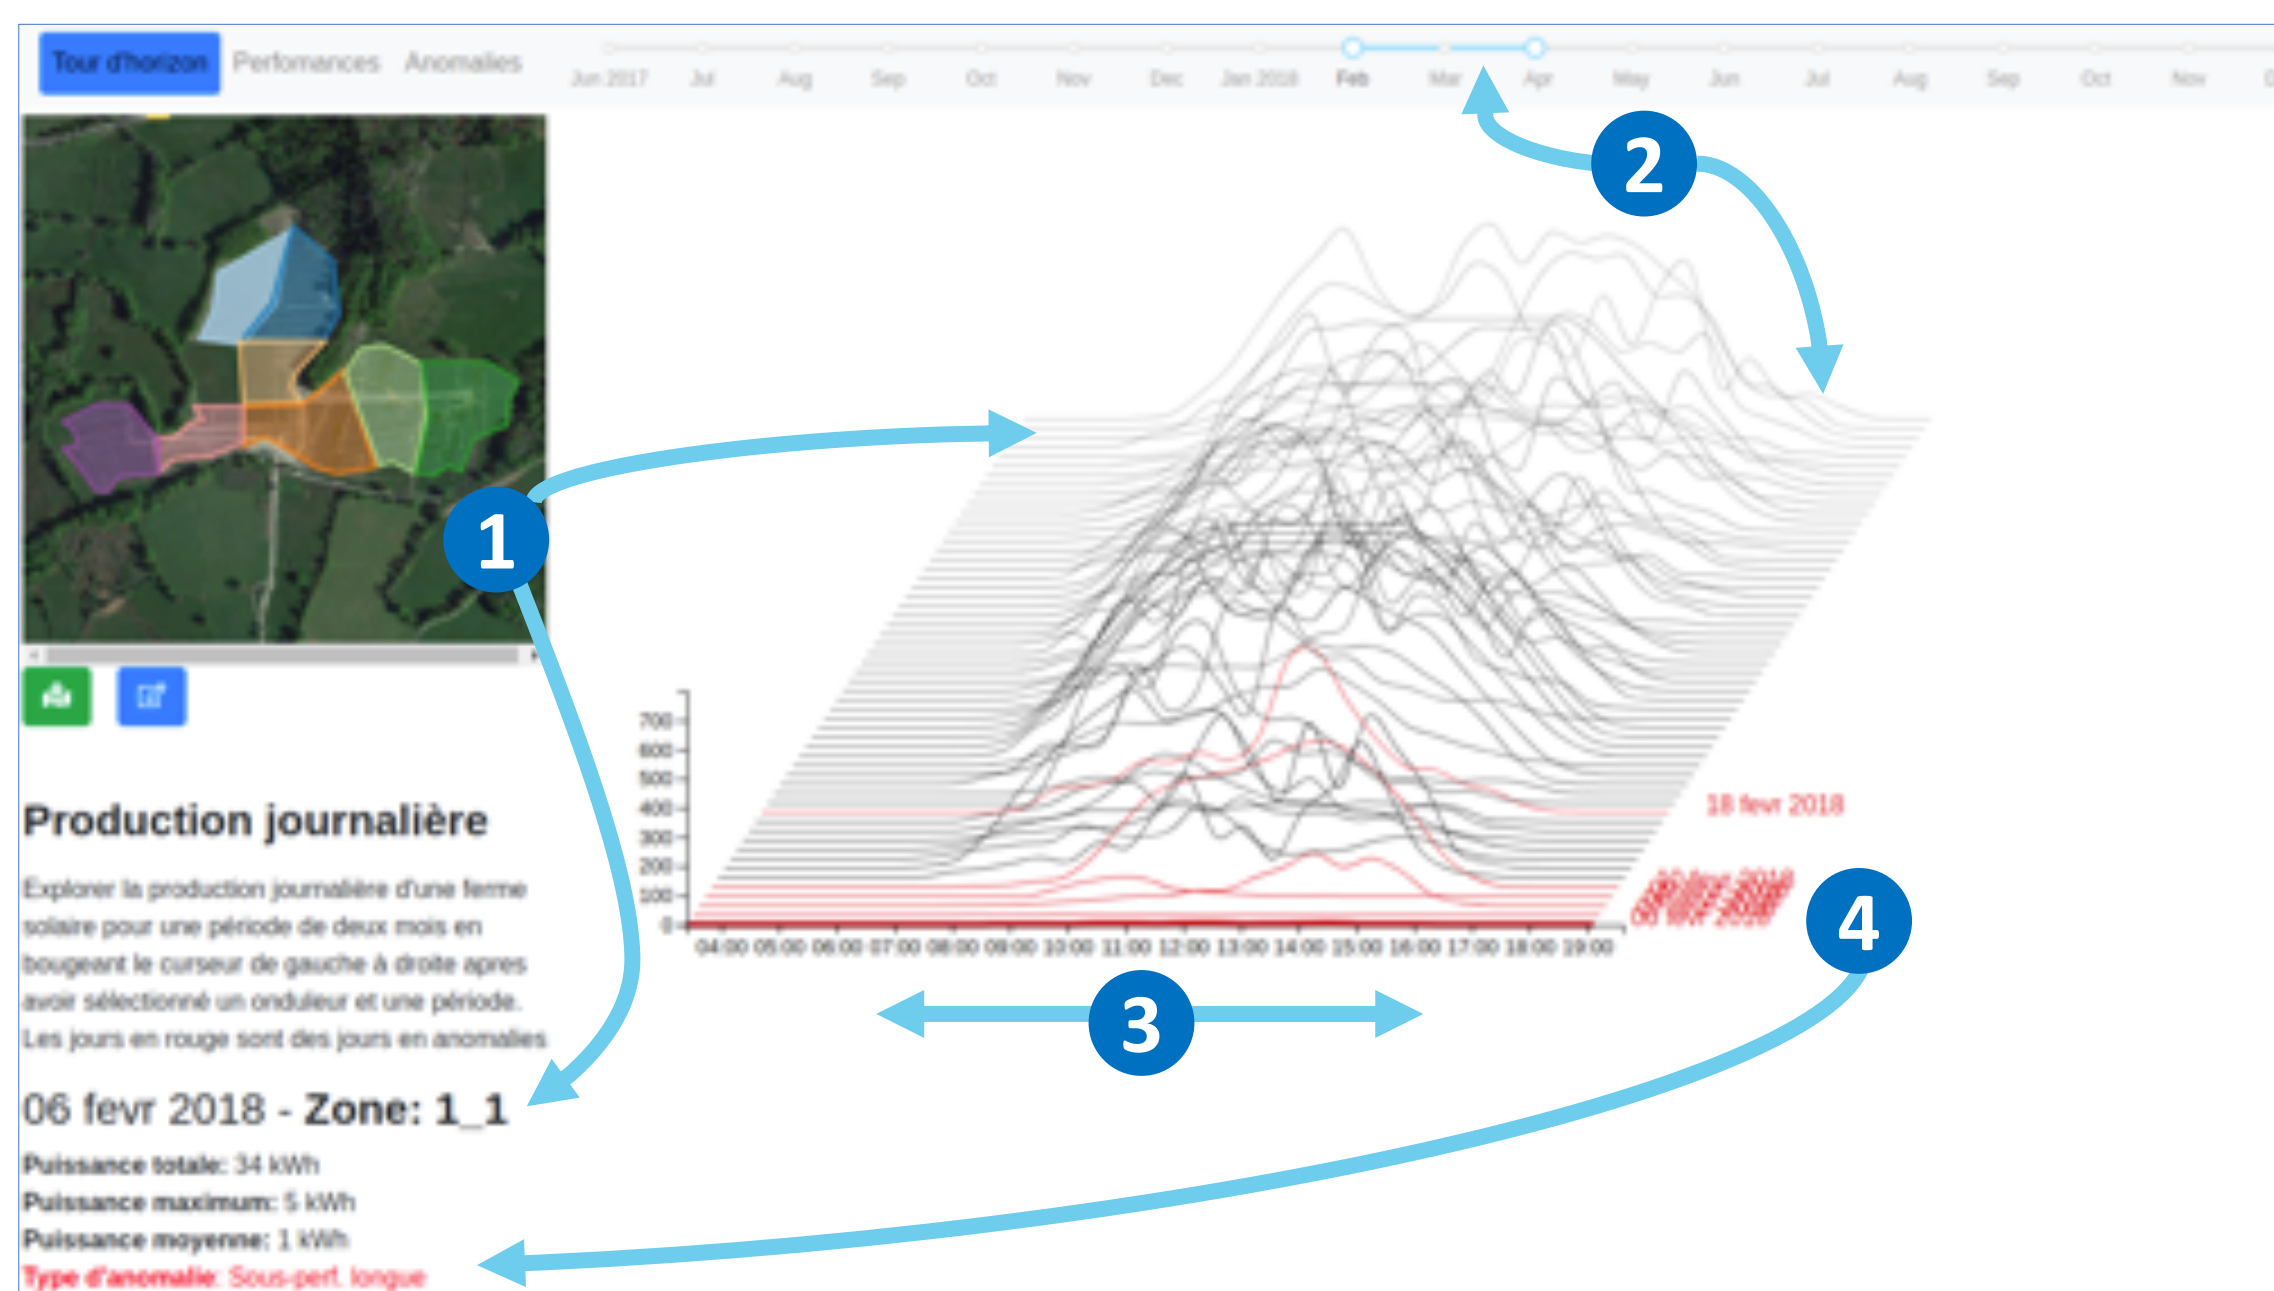 Tour d'horizon Perfomances Anomalies
Jun 2017 Jul Aug Sep Oct Nov Dec Jan 2018 Feb Mar Apr May Jun Jul Aug Sep Oct Nov
2
1
700
600
500
400
300
200
100
0
04:00 05:00 06:00 07:00 08:00 09:00 10:00 11:00 12:00 13:00 14:00 15:00 16:00 17:00 18:00 19:00
18 fevr 2018
4
3
Production journalière
Explorer la production journalière d'une ferme
solaire pour une période de deux mois en
bougeant le curseur de gauche à droite apres
avoir sélectionné un onduleur et une période.
Les jours en rouge sont des jours en anomalies
06 fevr 2018 - Zone: 1_1
Puissance totale: 34 kWh
Puissance maximum: 5 kWh
Puissance moyenne: 1 kWh
Type d'anomalie: Sous-perf. longue